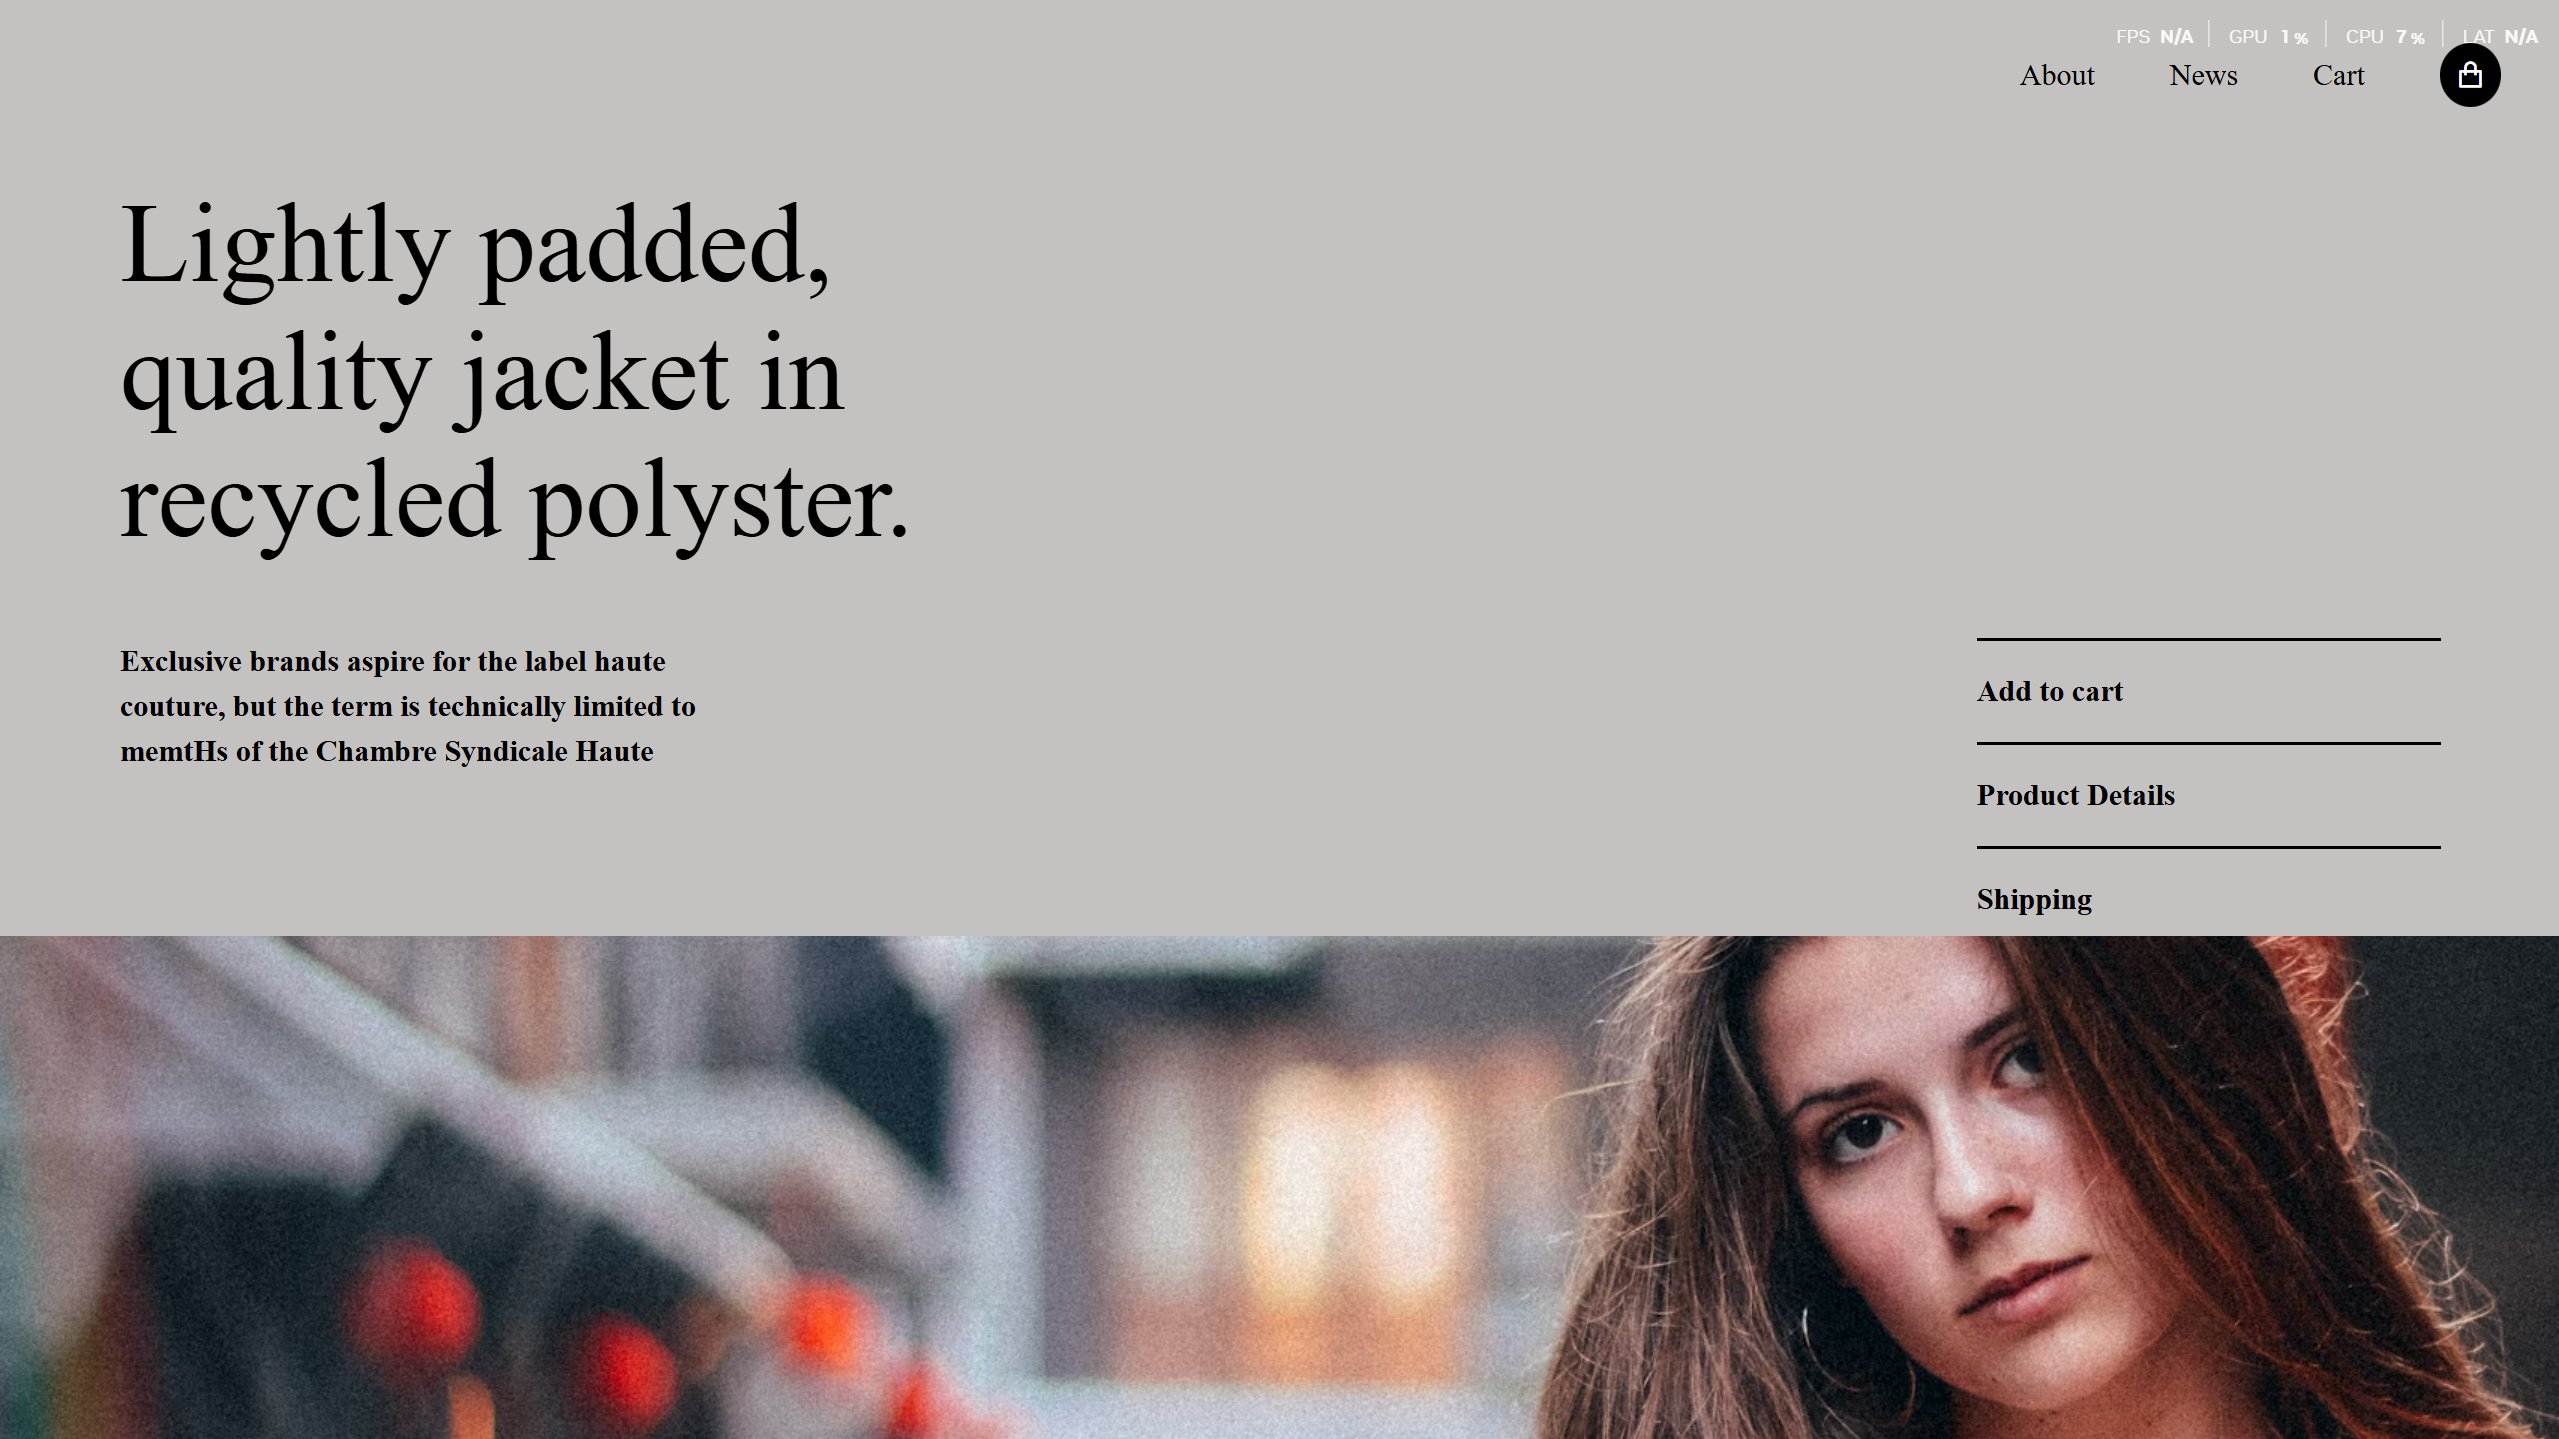 FPS N/A GPU 1 % CPU 7 % LAT N/A
About News Cart
Lightly padded,
quality jacket in
recycled polyster.
Exclusive brands aspire for the label haute
couture, but the term is technically limited to
memtHs of the Chambre Syndicale Haute
Add to cart
Product Details
Shipping